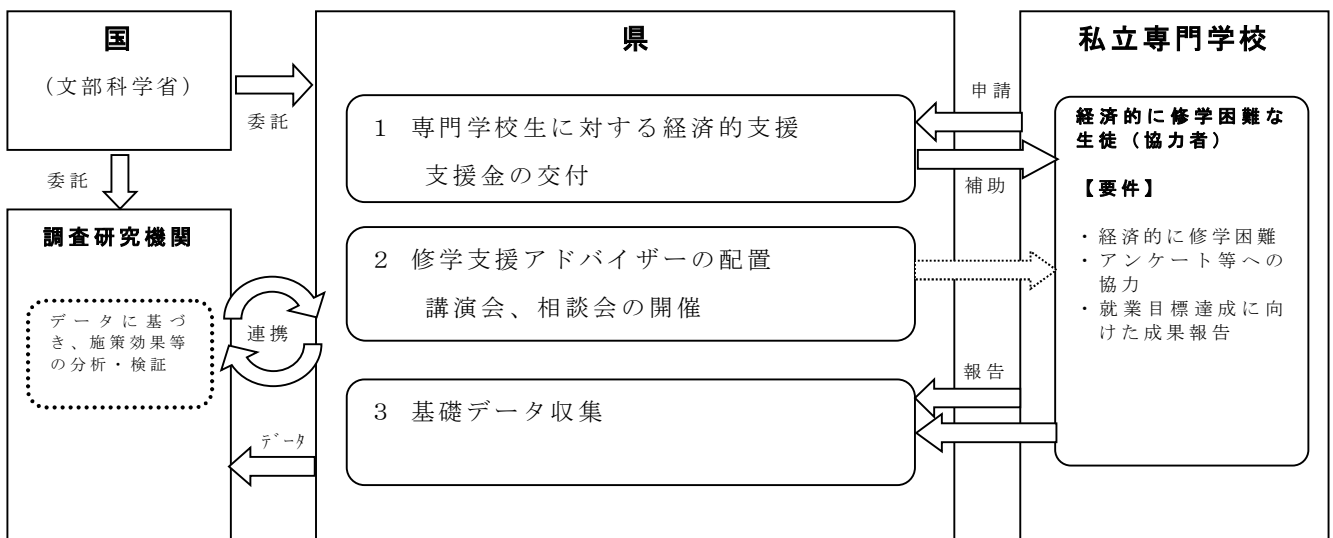 国
（文部科学省）
委託
委託
調査研究機関
データに基づ
き、施策効果等
の分析・検証
連携
ﾃﾞｰﾀ
県
1 専門学校生に対する経済的支援
支援金の交付
2 修学支援アドバイザーの配置
講演会、相談会の開催
3 基礎データ収集
申請
補助
報告
私立専門学校
経済的に修学困難な
生徒（協力者）
【要件】
・経済的に修学困難
・アンケート等への
協力
・就業目標達成に向
けた成果報告